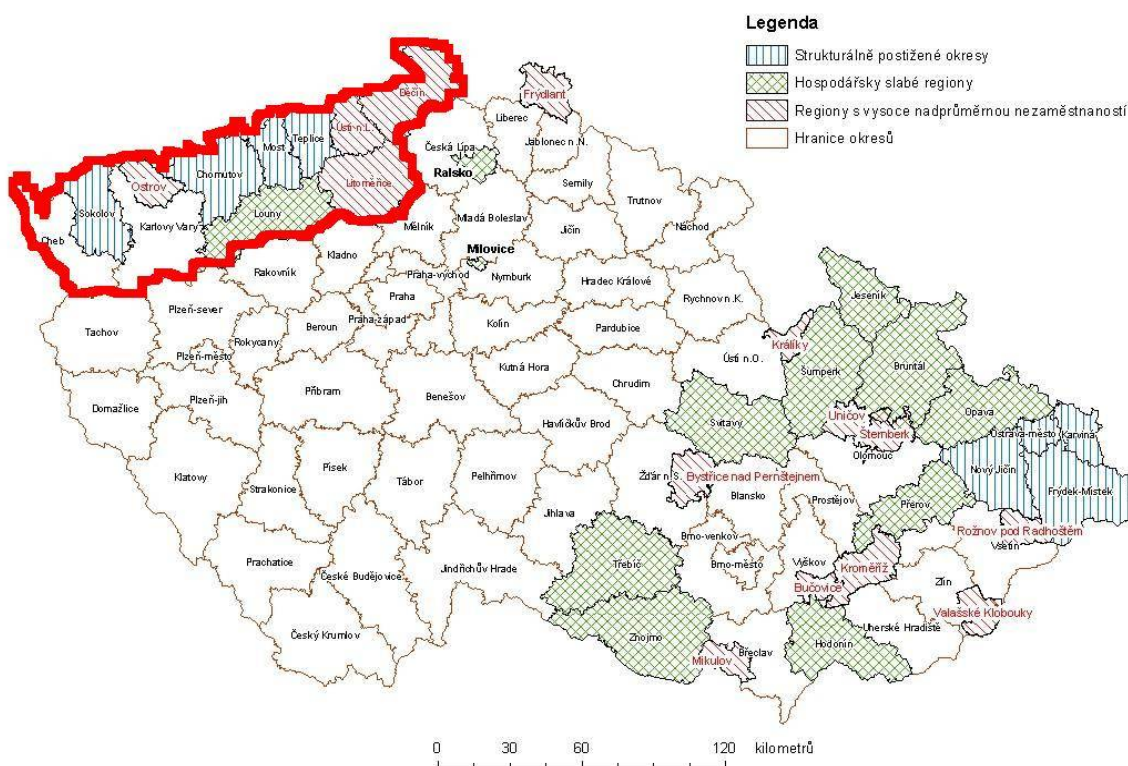 Legenda
Strukturálně postižené okresy
Hospodářsky slabé regiony
Regiony s vysoce nadprůměrnou nezaměstnaností
Hranice okresů
Děčín
Frýdlant
Ústí n.L.
Liberec
Teplice
Most
Jablonec n.N.
Česká Lípa
Chomutov
Ralsko
Litoměřice
Ostrov
Semily
Trutnov
Sokolov
Louny
Mladá Boleslav
Karlovy Vary
Mělník
Jičín
Náchod
Cheb
Milovice
Kladno
Rakovník
Praha-východ
Nymburk
Hradec Králové
Jeseník
Praha
Rychnov n.K.
Plzeň-sever
Praha-západ
Kolín
Beroun
Pardubice
Tachov
Rokycany
Králíky
Plzeň-město
Ústí n.O.
Šumperk
Bruntál
Kutná Hora
Příbram
Benešov
Chrudim
Plzeň-jih
Domažlice
Opava
Uničov
Svitavy
Havlíčkův Brod
Šternberk
Ostrava-město
Karviná
Olomouc
Písek
Nový Jičín
Klatovy
Tábor
Pelhřimov
Žďár n.S.
Bystřice nad Pernštejnem
Frýdek-Místek
Strakonice
Blansko
Prostějov
Přerov
Jihlava
Rožnov pod Radhoštěm
Brno-venkov
Vsetín
Prachatice
Třebíč
Brno-město
Vyškov
Kroměříž
Jindřichův Hrade
České Budějovice
Zlín
Bučovice
Valašské Klobouky
Uherské Hradiště
Český Krumlov
Znojmo
Hodonín
Břeclav
Mikulov
0 30 60 120 kilometrů